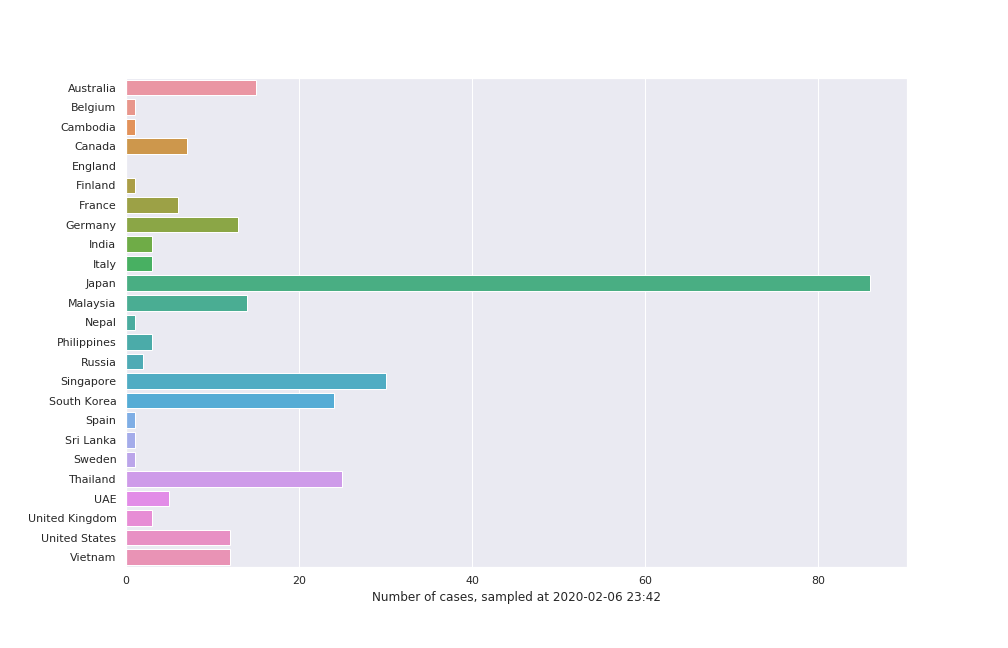 Australia
Belgium
Cambodia
Canada
England
Finland
France
Germany
India
Italy
Japan
Malaysia
Nepal
Philippines
Russia
Singapore
South Korea
Spain
Sri Lanka
Sweden
Thailand
UAE
United Kingdom
United States
Vietnam
0 20 40 60 80
Number of cases, sampled at 2020-02-06 23:42